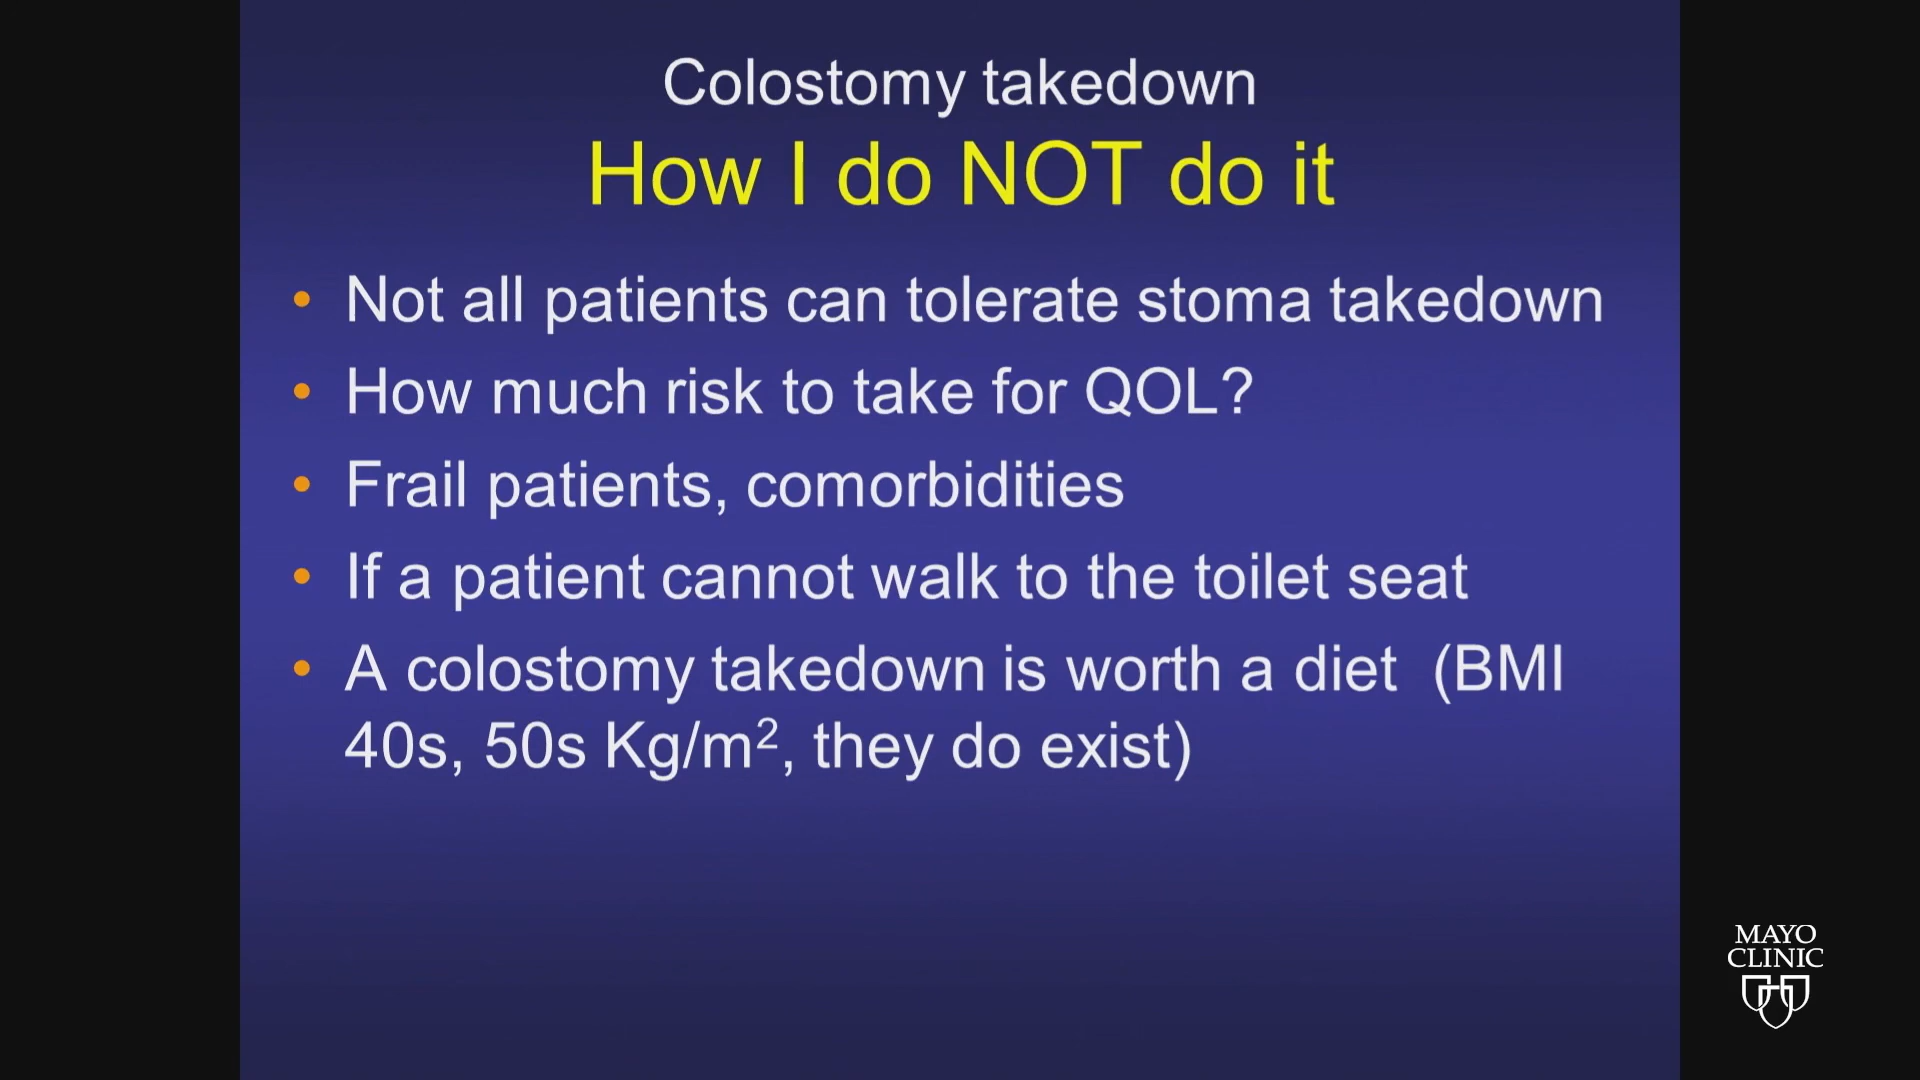 Colostomy takedown
How I do NOT do it
• Not all patients can tolerate stoma takedown
• How much risk to take for QOL?
• Frail patients, comorbidities
• If a patient cannot walk to the toilet seat
• A colostomy takedown is worth a diet  (BMI
40s, 50s Kg/m², they do exist)
MAYO
CLINIC